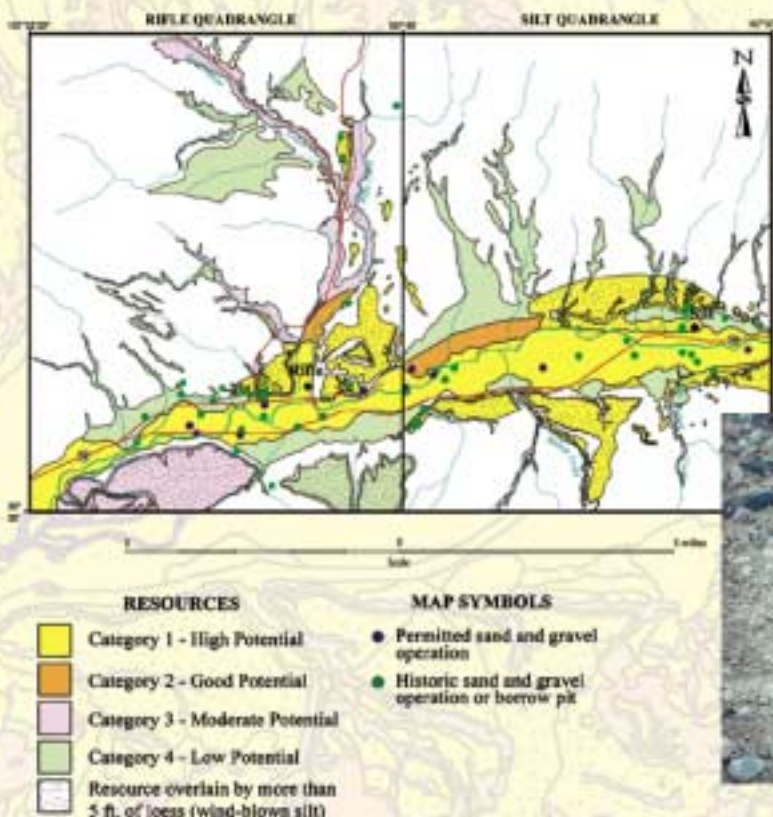 RIFLE QUADRANGLE
SILT QUADRANGLE
N
RESOURCES
Category 1 - High Potential
Category 2 - Good Potential
Category 3 - Moderate Potential
Category 4 - Low Potential
Resource overlain by more than
5 ft. of loess (wind-blown silt)
MAP SYMBOLS
Permitted sand and gravel
operation
Historic sand and gravel
operation or borrow pit